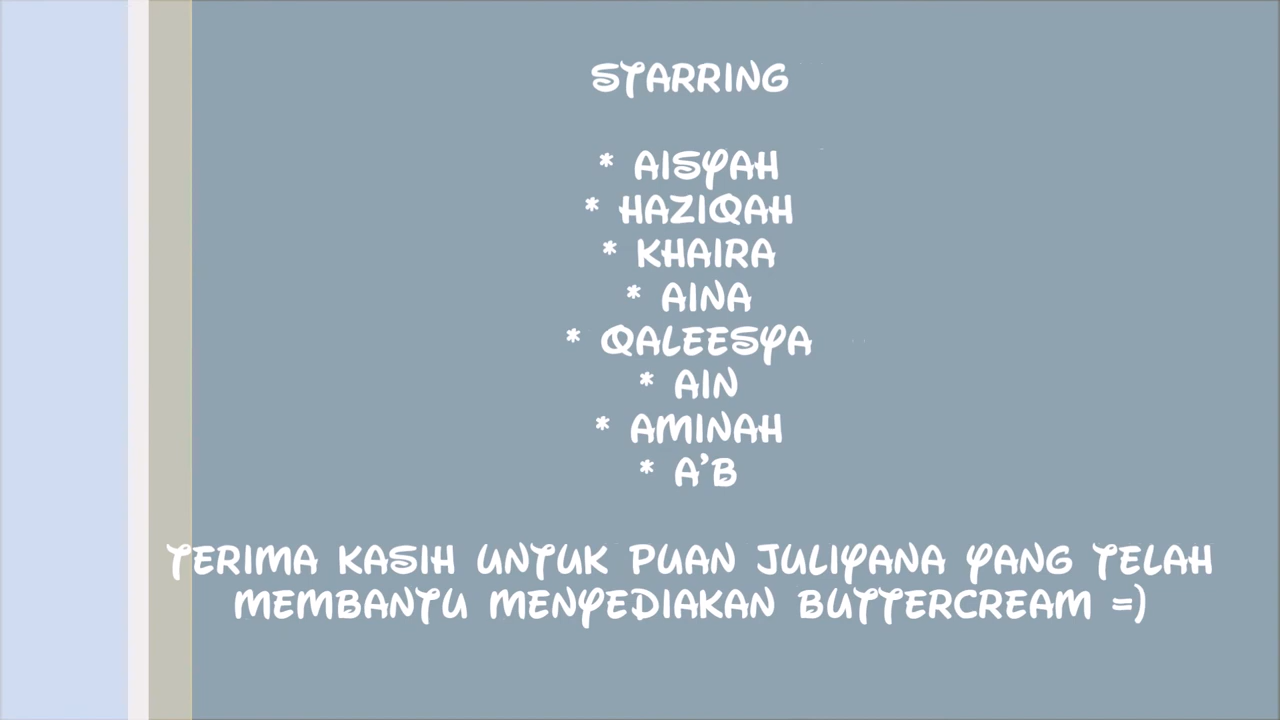 STARRING
* AISYAH
* HAZIQAH
* KHAIRA
* AINA
* QALEESYA
* AIN
* AMINAH
* A'B
TERIMA KASIH UNTUK PUAN JULIYANA YANG TELAH
MEMBANTU MENYEDIAKAN BUTTERCREAM =)